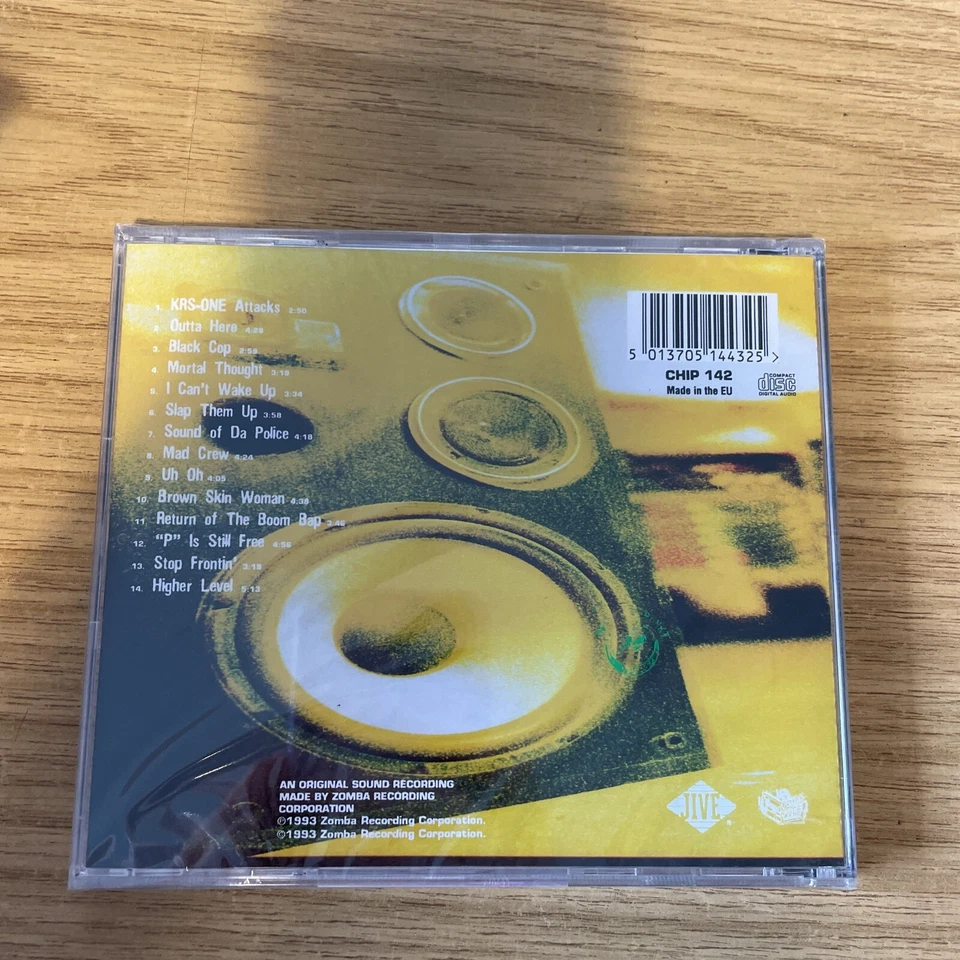 1. KRS-ONE Attacks 2:50
2. Outta Here 4:29
3. Black Cop 2:59
4. Mortal Thought 3:19
5. I Can't Wake Up 3:34
6. Slap Them Up 3:58
7. Sound of Da Police 4:18
8. Mad Crew 4:24
9. Uh Oh 4:05
10. Brown Skin Woman 4:38
11. Return of The Boom Bap 3:46
12. "P" Is Still Free 4:56
13. Stop Frontin' 3:19
14. Higher Level 5:13
5 013705 144325 >
CHIP 142
Made in the EU
COMPACT
disc
DIGITAL AUDIO
AN ORIGINAL SOUND RECORDING
MADE BY ZOMBA RECORDING
CORPORATION
℗1993 Zomba Recording Corporation.
©1993 Zomba Recording Corporation.
JIVE
®